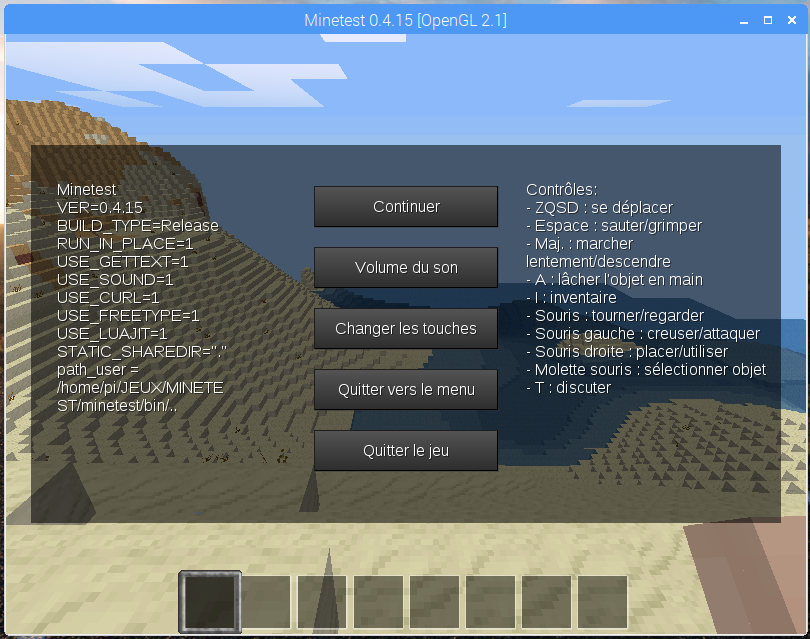 Minetest 0.4.15 [OpenGL 2.1]
Minetest
VER=0.4.15
BUILD_TYPE=Release
RUN_IN_PLACE=1
USE_GETTEXT=1
USE_SOUND=1
USE_CURL=1
USE_FREETYPE=1
USE_LUAJIT=1
STATIC_SHAREDIR="."
path_user =
/home/pi/JEUX/MINETE
ST/minetest/bin/..
Continuer
Volume du son
Changer les touches
Quitter vers le menu
Quitter le jeu
Contrôles:
- ZQSD : se déplacer
- Espace : sauter/grimper
- Maj. : marcher
lentement/descendre
- A : lâcher l'objet en main
- I : inventaire
- Souris : tourner/regarder
- Souris gauche : creuser/attaquer
- Souris droite : placer/utiliser
- Molette souris : sélectionner objet
- T : discuter